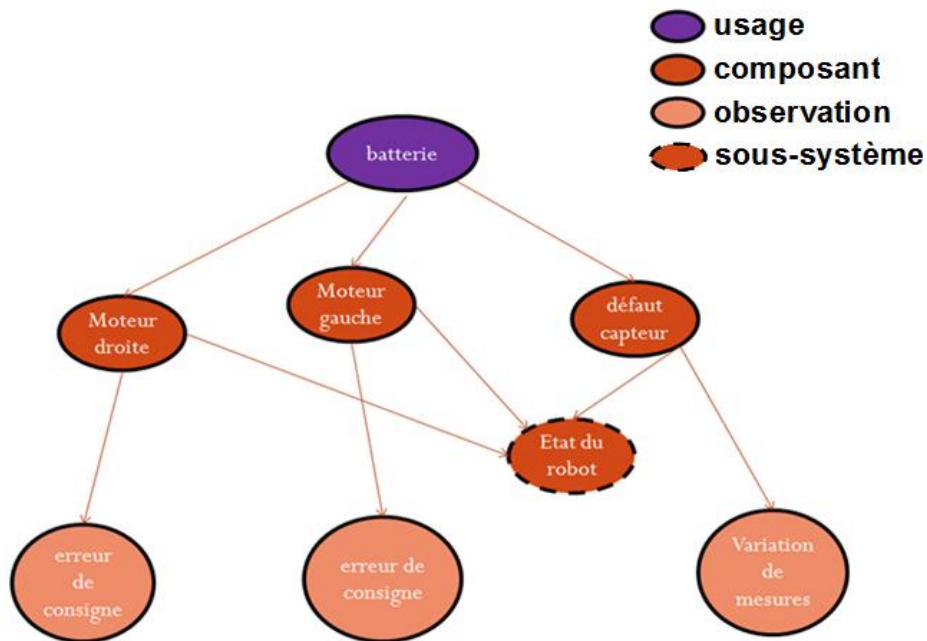 usage
composant
observation
sous-système
batterie
Moteur
droite
Moteur
gauche
défaut
capteur
Etat du
robot
erreur
de
consigne
erreur de
consigne
Variation
de
mesures